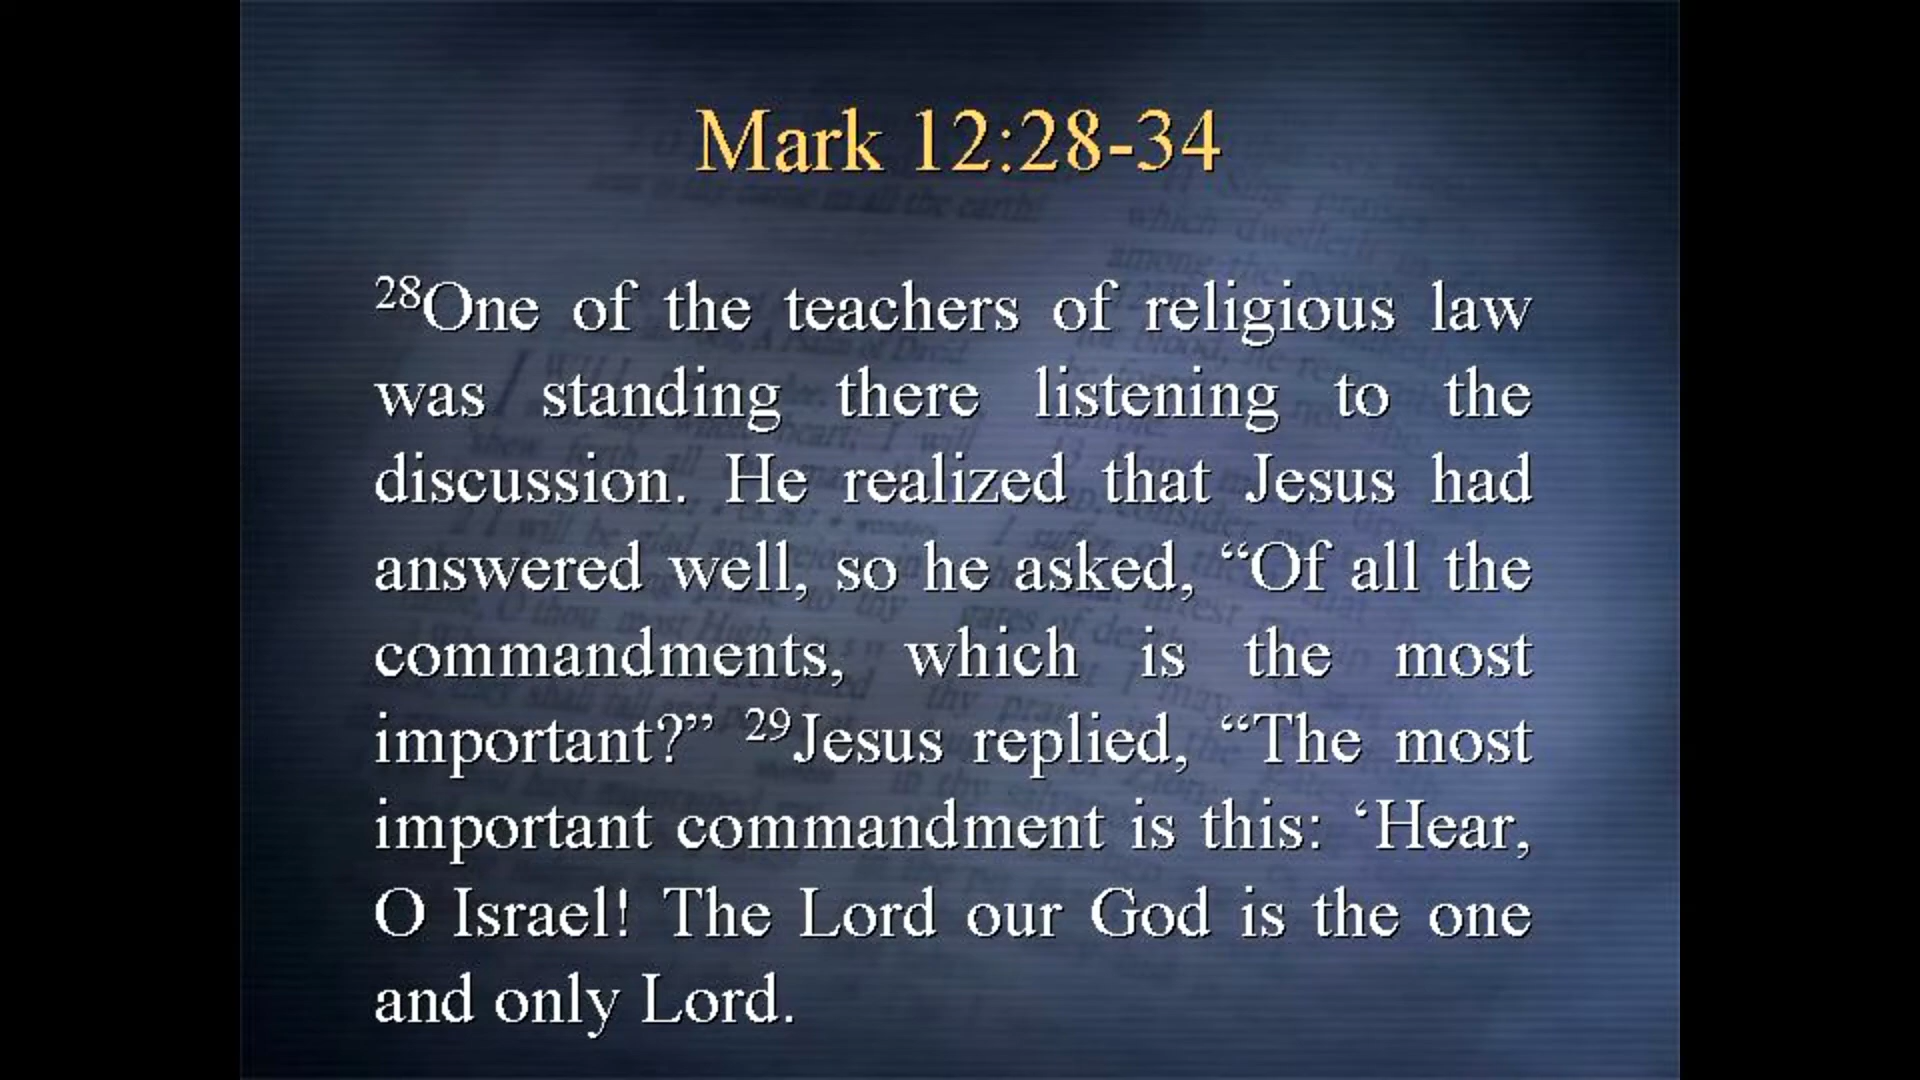 Mark 12:28-34
28One of the teachers of religious law
was standing there listening to the
discussion. He realized that Jesus had
answered well, so he asked, “Of all the
commandments, which is the most
important?” 29Jesus replied, “The most
important commandment is this: ‘Hear,
O Israel! The Lord our God is the one
and only Lord.